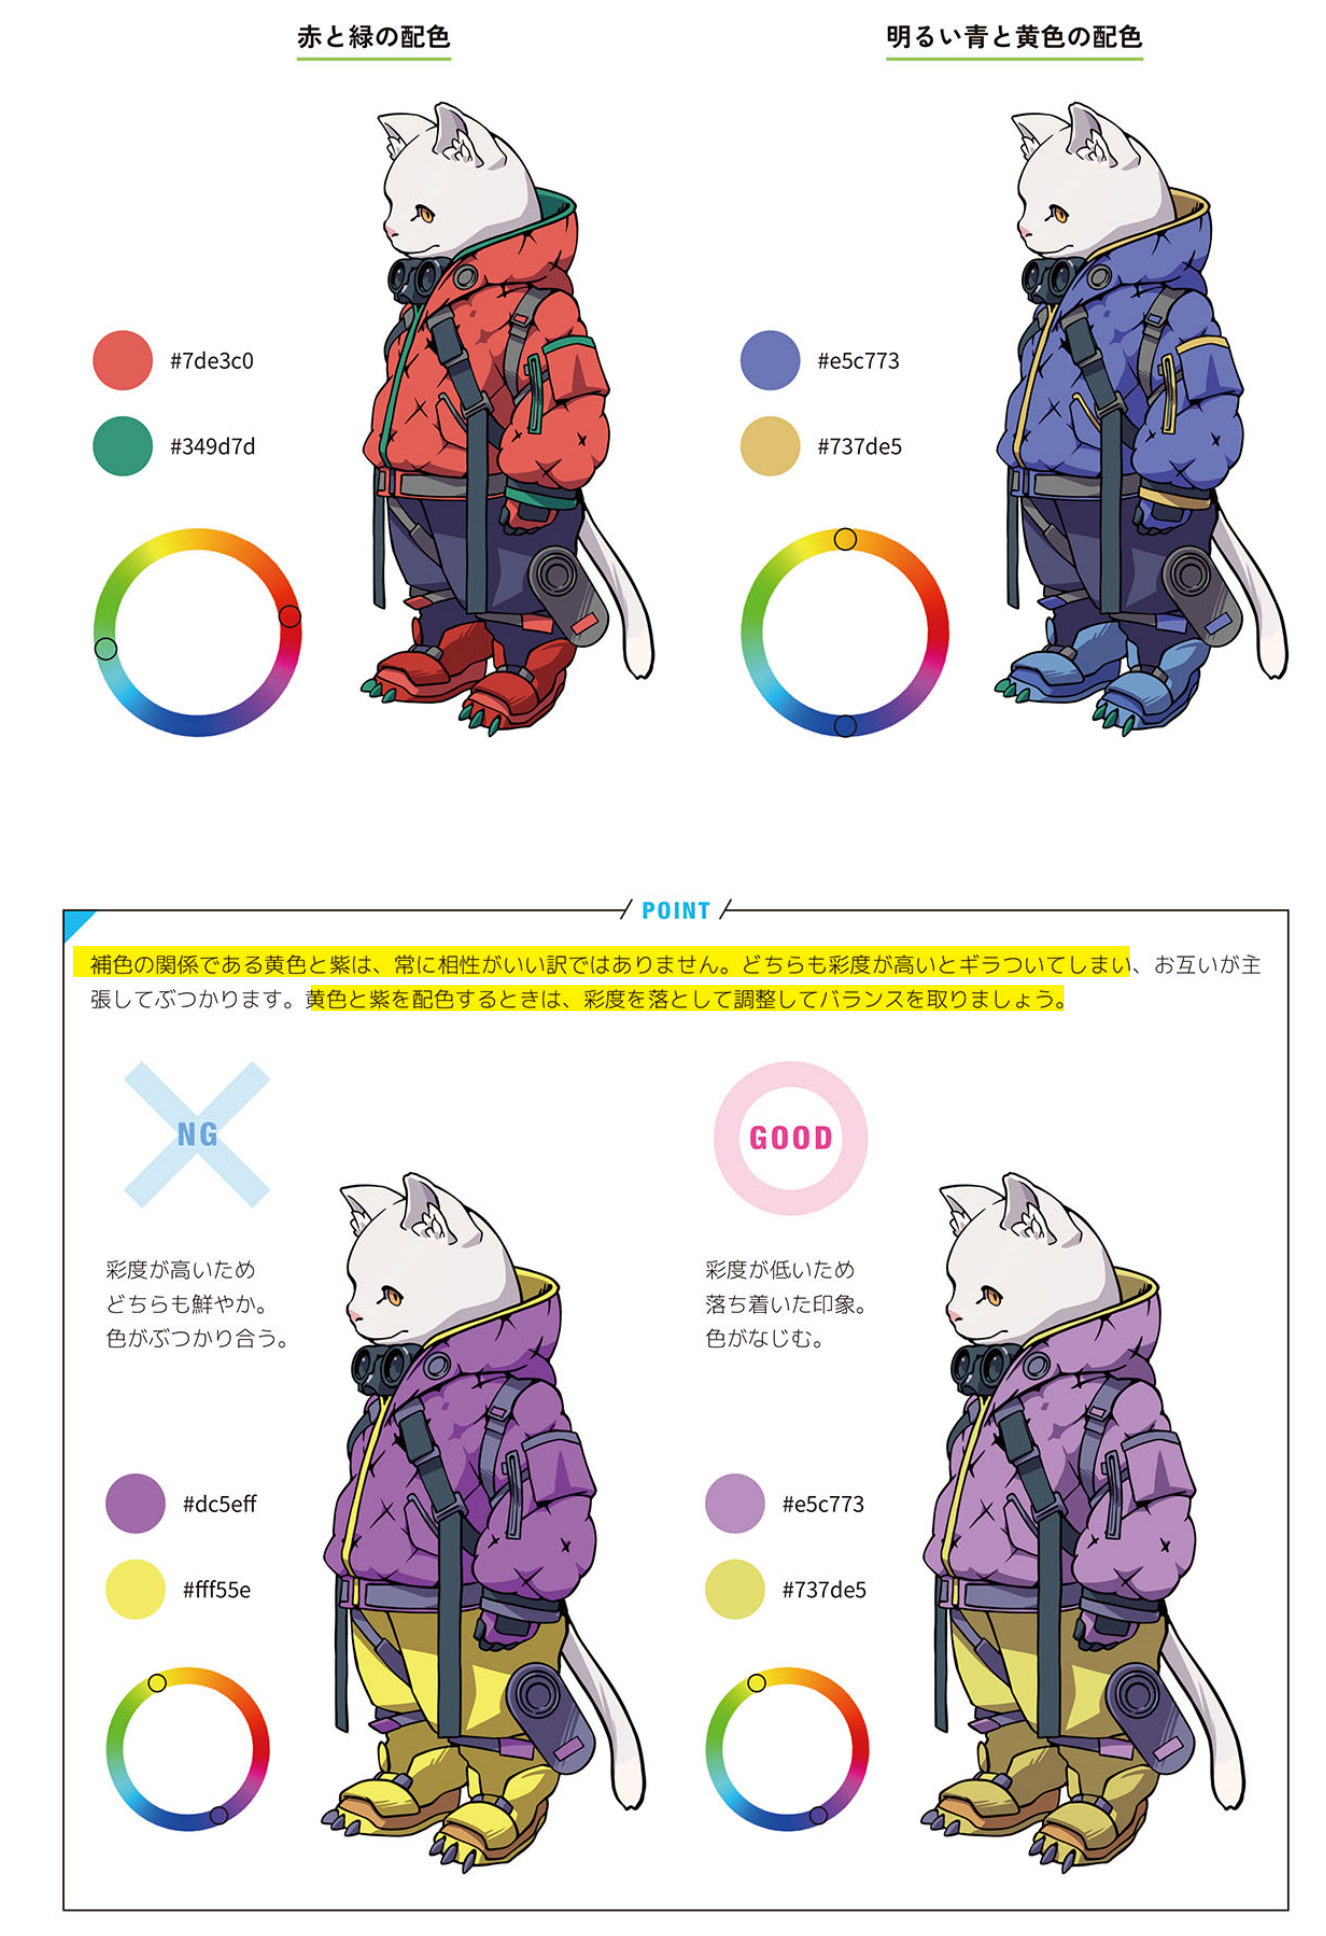 赤と緑の配色
#7de3c0
#349d7d
明るい青と黄色の配色
#e5c773
#737de5
POINT
補色の関係である黄色と紫は、常に相性がいい訳ではありません。どちらも彩度が高いとギラついてしまい、お互いが主
張してぶつかります。黄色と紫を配色するときは、彩度を落として調整してバランスを取りましょう。
NG
彩度が高いため
どちらも鮮やか。
色がぶつかり合う。
#dc5eff
#fff55e
GOOD
彩度が低いため
落ち着いた印象。
色がなじむ。
#e5c773
#737de5